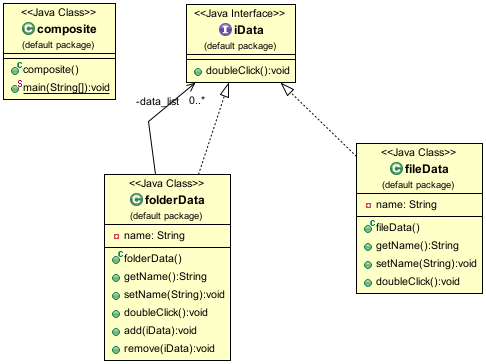 <<Java Class>>
composite
(default package)
composite()
main(String[]):void
<<Java Interface>>
iData
(default package)
doubleClick():void
-data_list
0..*
<<Java Class>>
folderData
(default package)
name: String
folderData()
getName():String
setName(String):void
doubleClick():void
add(iData):void
remove(iData):void
<<Java Class>>
fileData
(default package)
name: String
fileData()
getName():String
setName(String):void
doubleClick():void